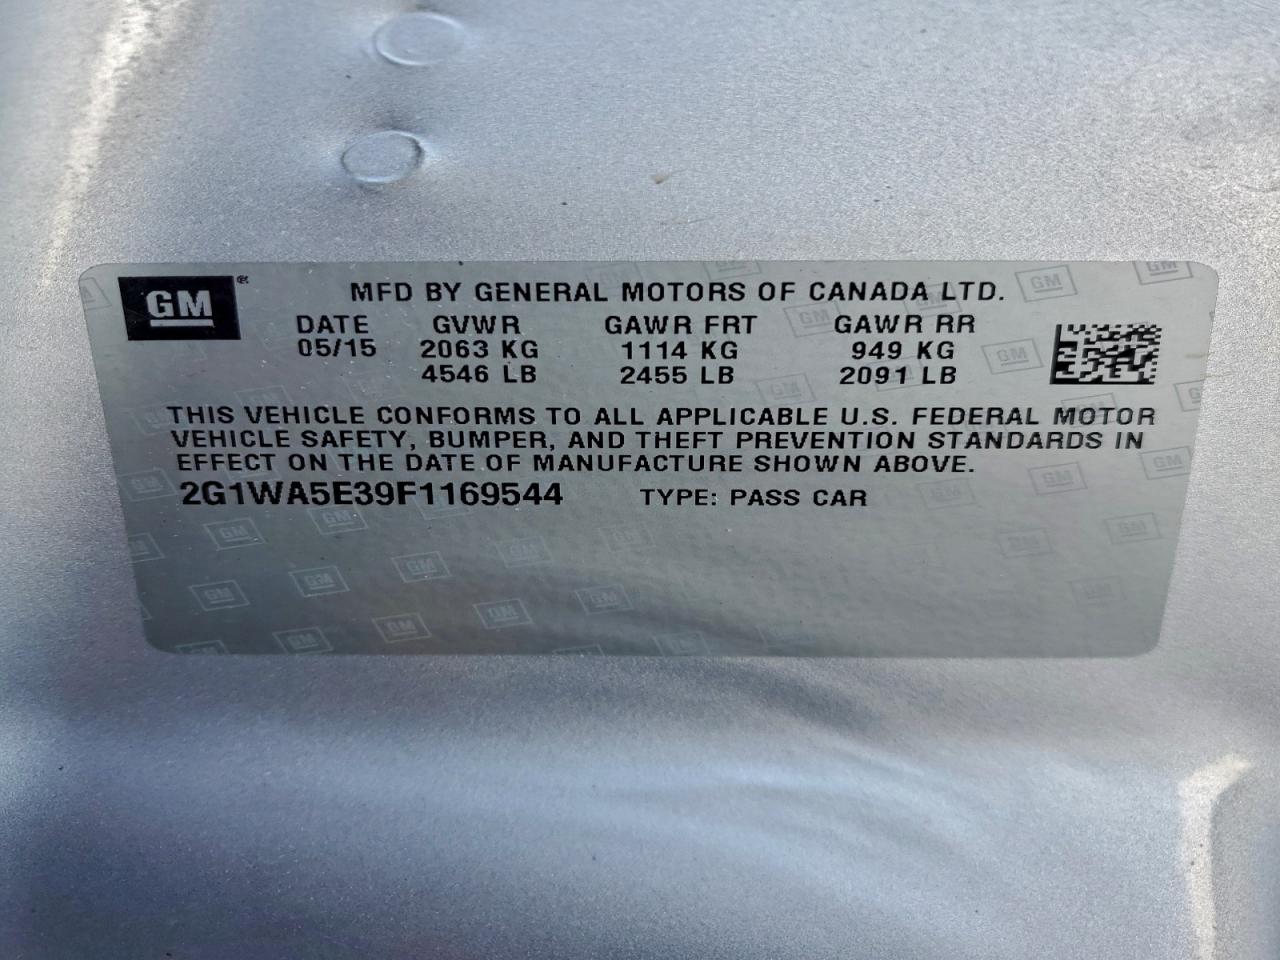 GM ®
MFD BY GENERAL MOTORS OF CANADA LTD.
DATE GVWR GAWR FRT GAWR RR
05/15 2063 KG 1114 KG 949 KG
4546 LB 2455 LB 2091 LB
THIS VEHICLE CONFORMS TO ALL APPLICABLE U.S. FEDERAL MOTOR
VEHICLE SAFETY, BUMPER, AND THEFT PREVENTION STANDARDS IN
EFFECT ON THE DATE OF MANUFACTURE SHOWN ABOVE.
2G1WA5E39F1169544 TYPE: PASS CAR